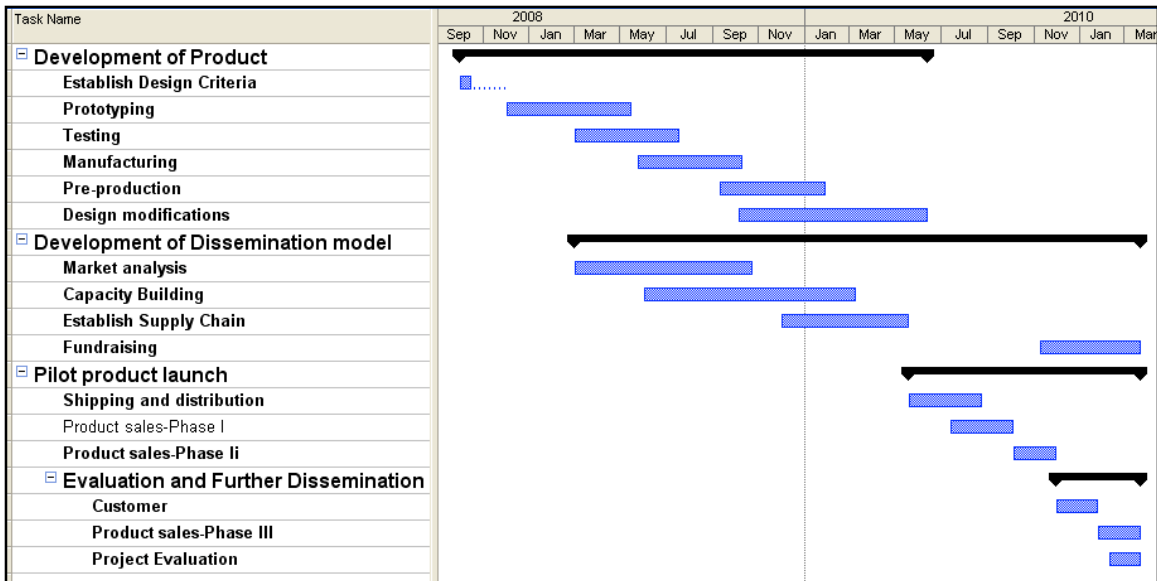 Task Name
2008 2010
Sep Nov Jan Mar May Jul Sep Nov Jan Mar May Jul Sep Nov Jan Mar
Development of Product
Establish Design Criteria
Prototyping
Testing
Manufacturing
Pre-production
Design modifications
Development of Dissemination model
Market analysis
Capacity Building
Establish Supply Chain
Fundraising
Pilot product launch
Shipping and distribution
Product sales-Phase I
Product sales-Phase Ii
Evaluation and Further Dissemination
Customer
Product sales-Phase III
Project Evaluation